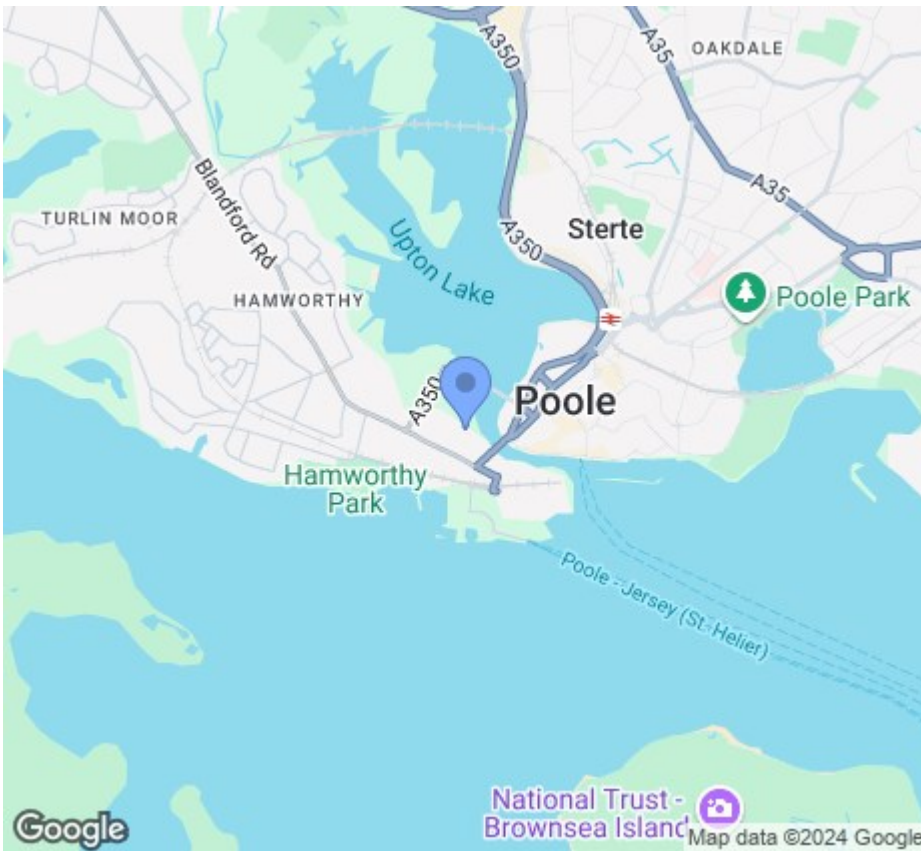 A350
A35
OAKDALE
A35
Blandford Rd
TURLIN MOOR
Sterte
A350
Upton Lake
HAMWORTHY
Poole Park
A350
Poole
Hamworthy
Park
Poole - Jersey (St. Helier)
National Trust -
Brownsea Island
Google
Map data ©2024 Google